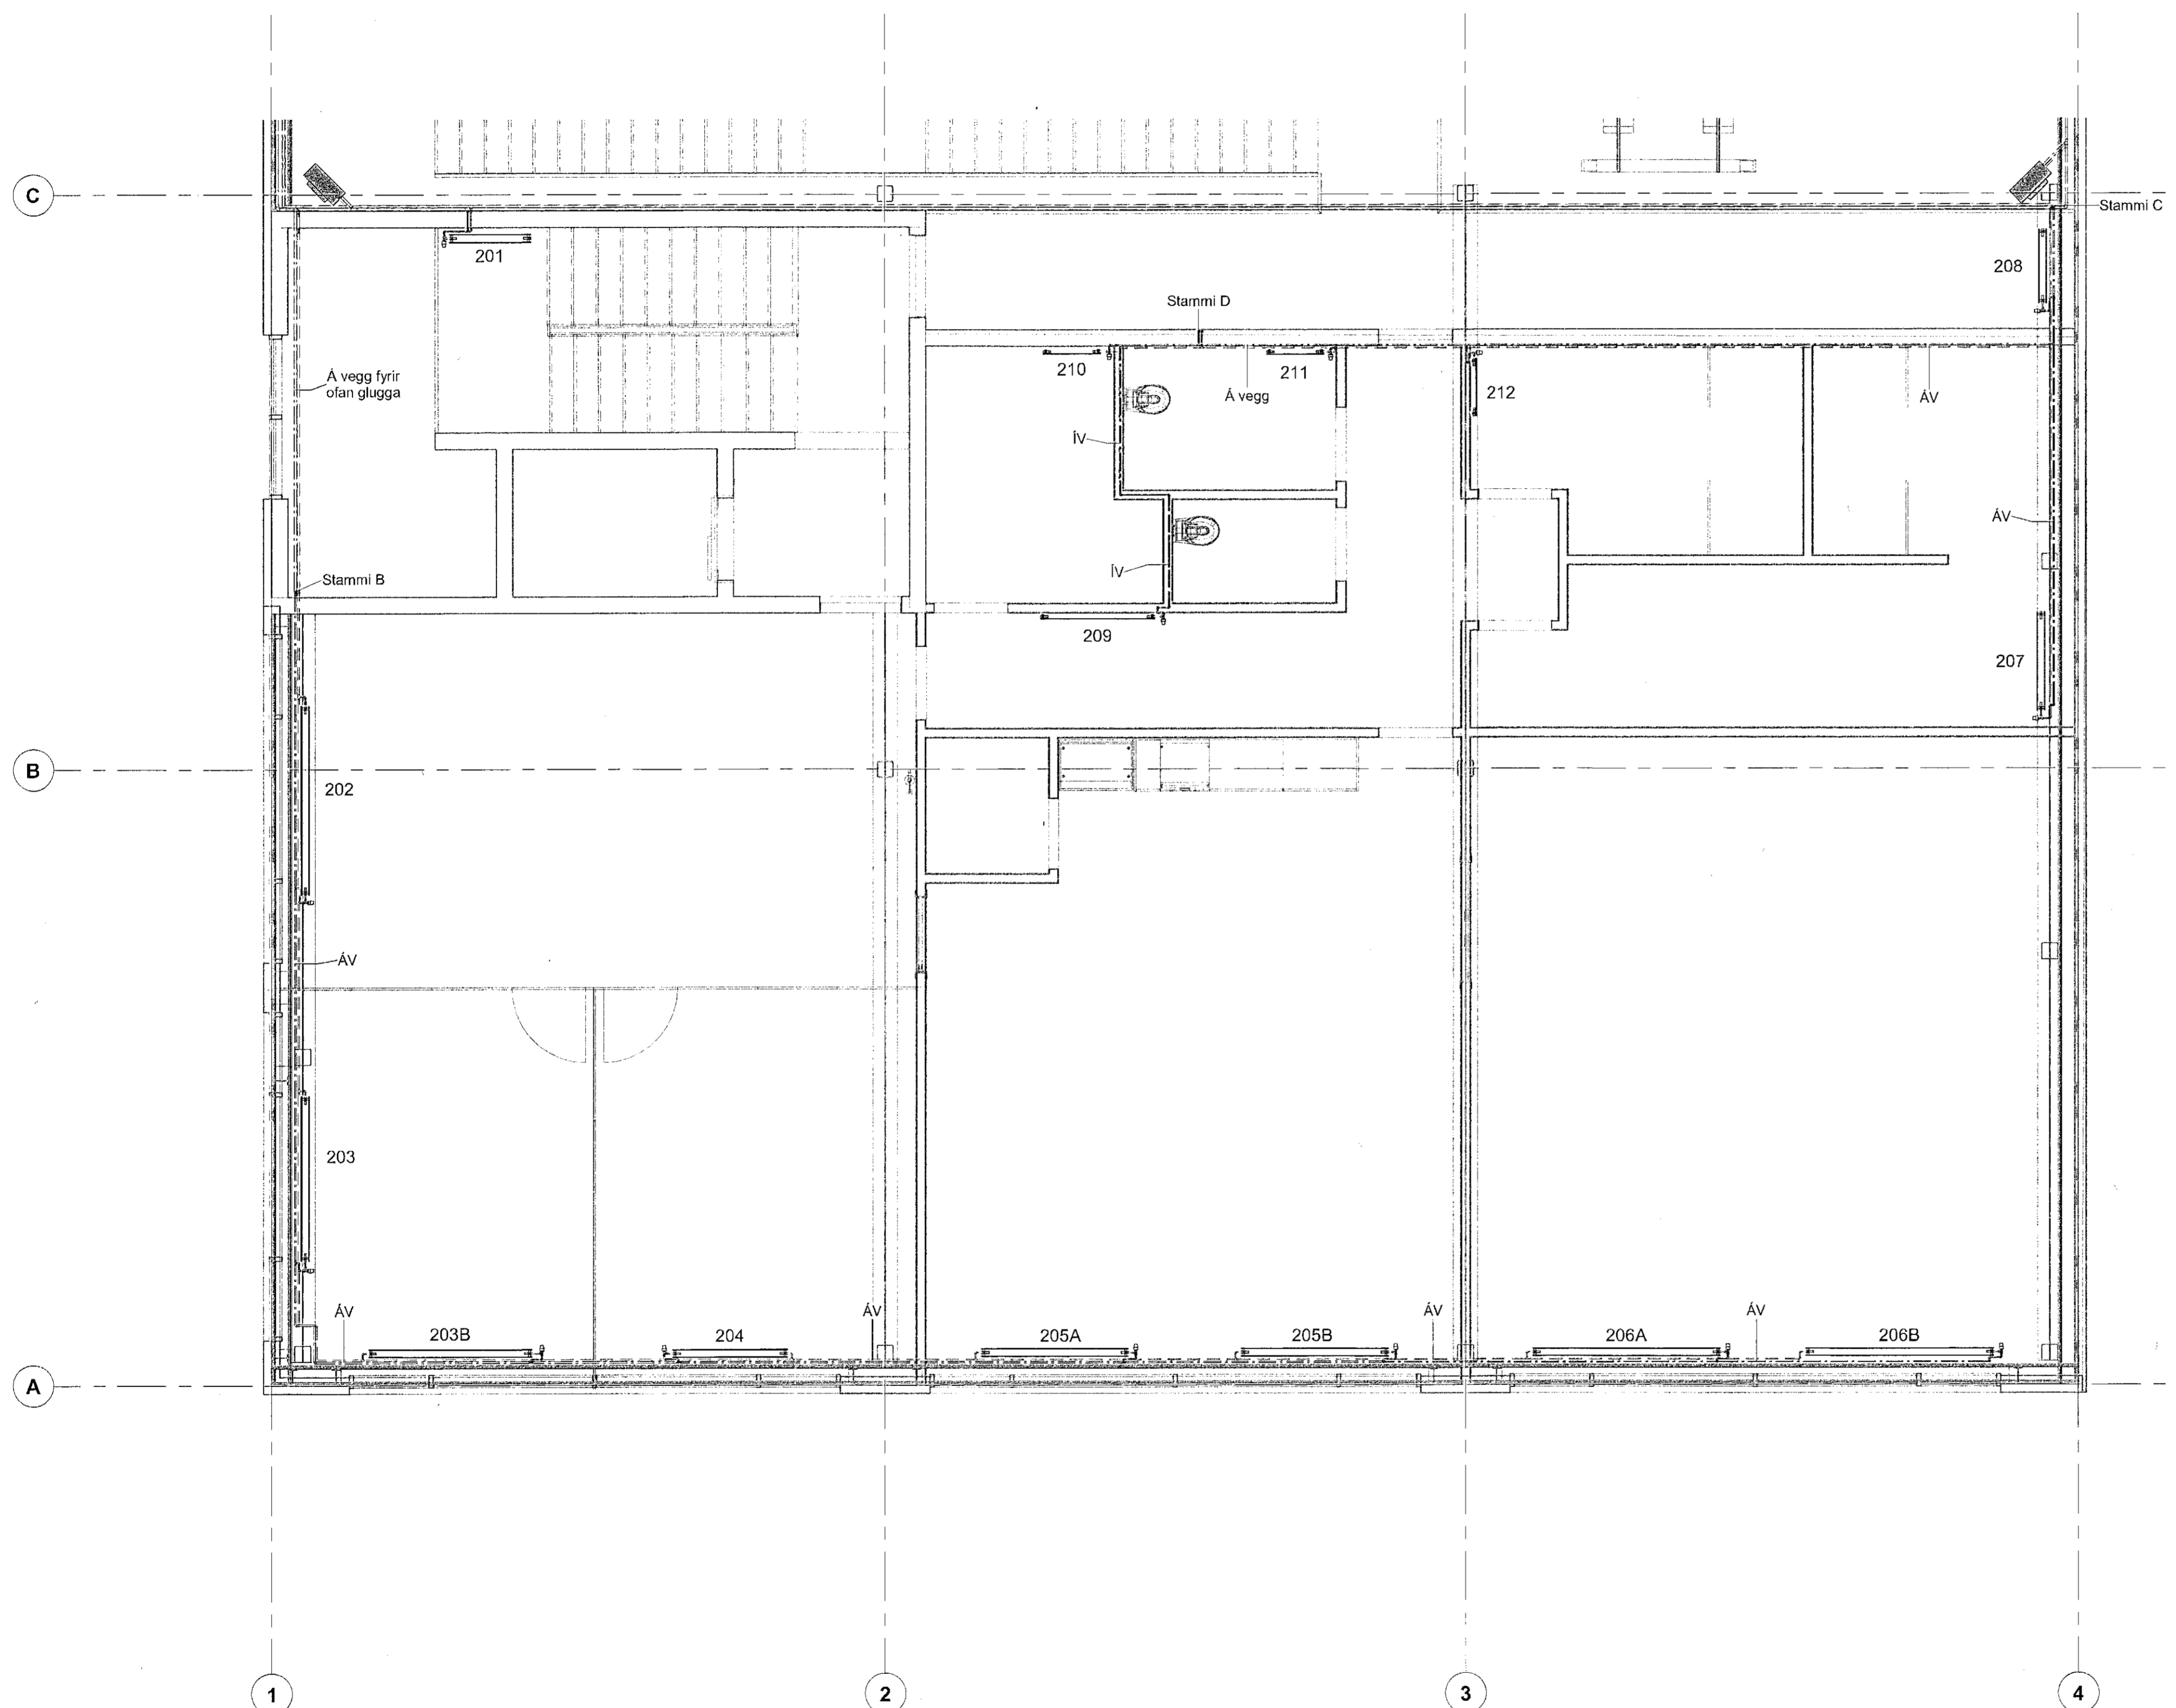 C
Stammi C
201
208
Stammi D
210
211
Á vegg
212
ÁV
Á vegg fyrir
ofan glugga
ÍV
ÁV
Stammi B
ÍV
209
207
B
202
ÁV
203
ÁV
203B
204
ÁV
205A
205B
ÁV
206A
ÁV
206B
A
1
2
3
4